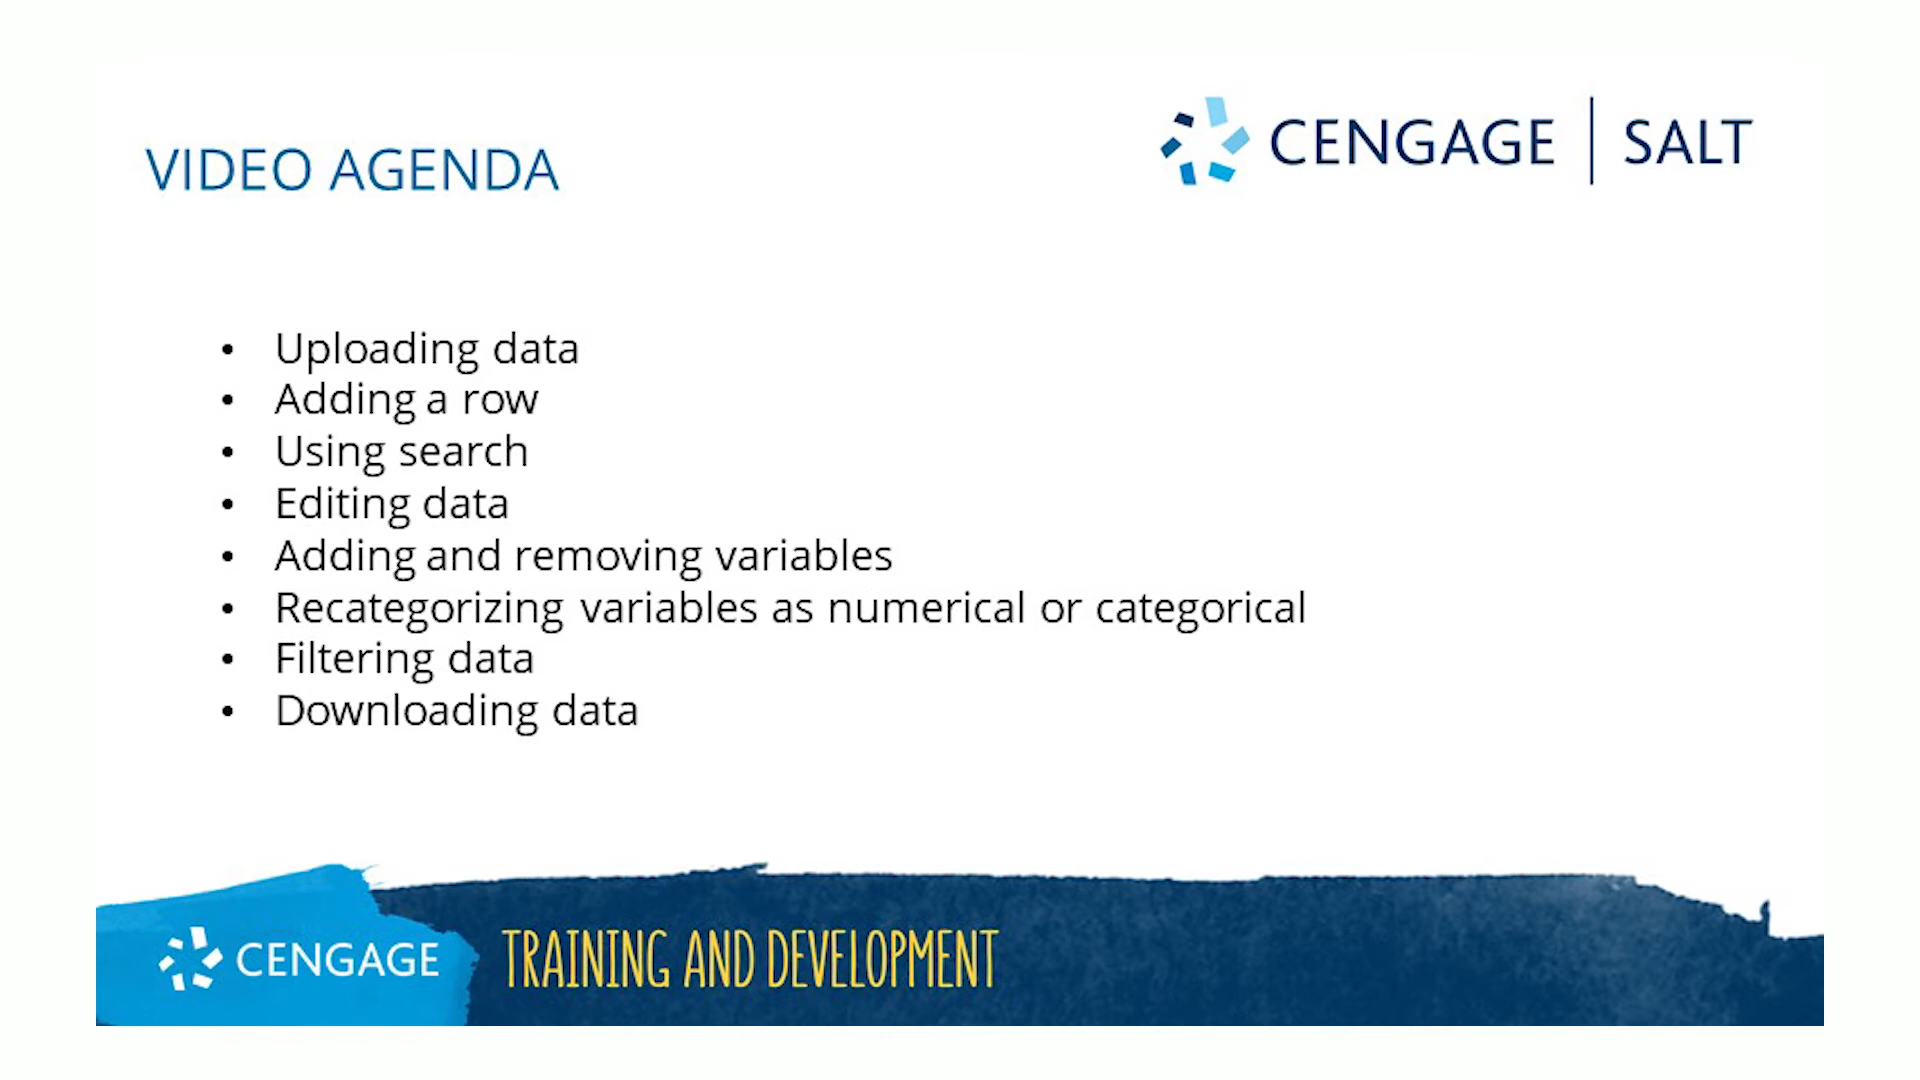 VIDEO AGENDA
CENGAGE | SALT
• Uploading data
• Adding a row
• Using search
• Editing data
• Adding and removing variables
• Recategorizing variables as numerical or categorical
• Filtering data
• Downloading data
CENGAGE TRAINING AND DEVELOPMENT